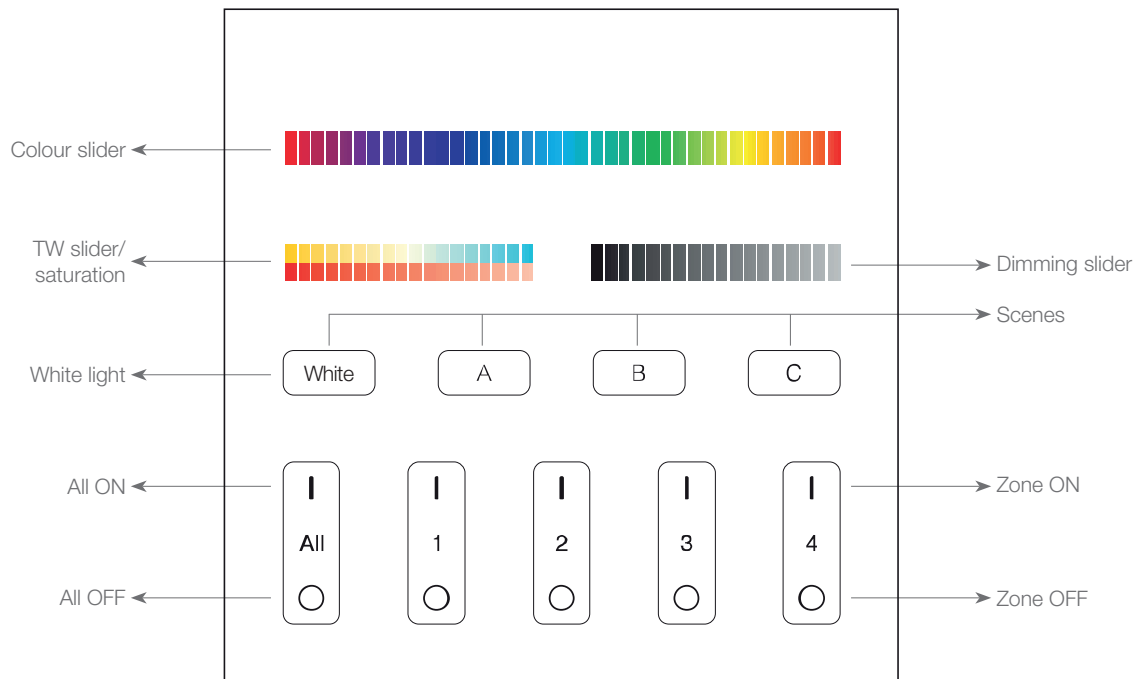 Colour slider
TW slider/
saturation
Dimming slider
Scenes
White light
White
A
B
C
All ON
Zone ON
All
1
2
3
4
All OFF
Zone OFF